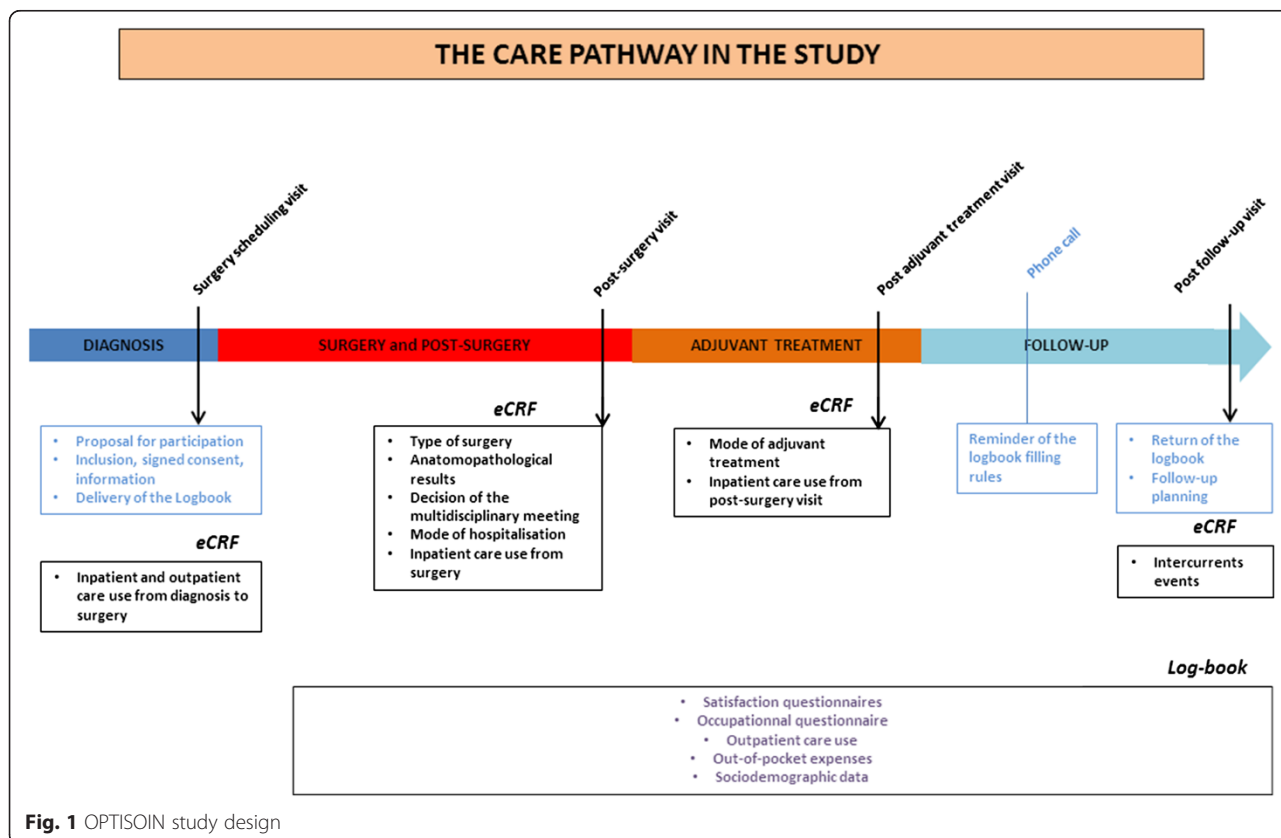 THE CARE PATHWAY IN THE STUDY
Surgery scheduling visit
Post-surgery visit
Post adjuvant treatment visit
Phone call
Post follow-up visit
DIAGNOSIS
SURGERY and POST-SURGERY
ADJUVANT TREATMENT
FOLLOW-UP
• Proposal for participation
• Inclusion, signed consent,
information
• Delivery of the Logbook
eCRF
• Inpatient and outpatient
care use from diagnosis to
surgery
eCRF
• Type of surgery
• Anatomopathological
results
• Decision of the
multidisciplinary meeting
• Mode of hospitalisation
• Inpatient care use from
surgery
eCRF
• Mode of adjuvant
treatment
• Inpatient care use from
post-surgery visit
Reminder of the
logbook filling
rules
• Return of the
logbook
• Follow-up
planning
eCRF
• Intercurrents
events
Log-book
• Satisfaction questionnaires
• Occupationnal questionnaire
• Outpatient care use
• Out-of-pocket expenses
• Sociodemographic data
Fig. 1 OPTISOIN study design